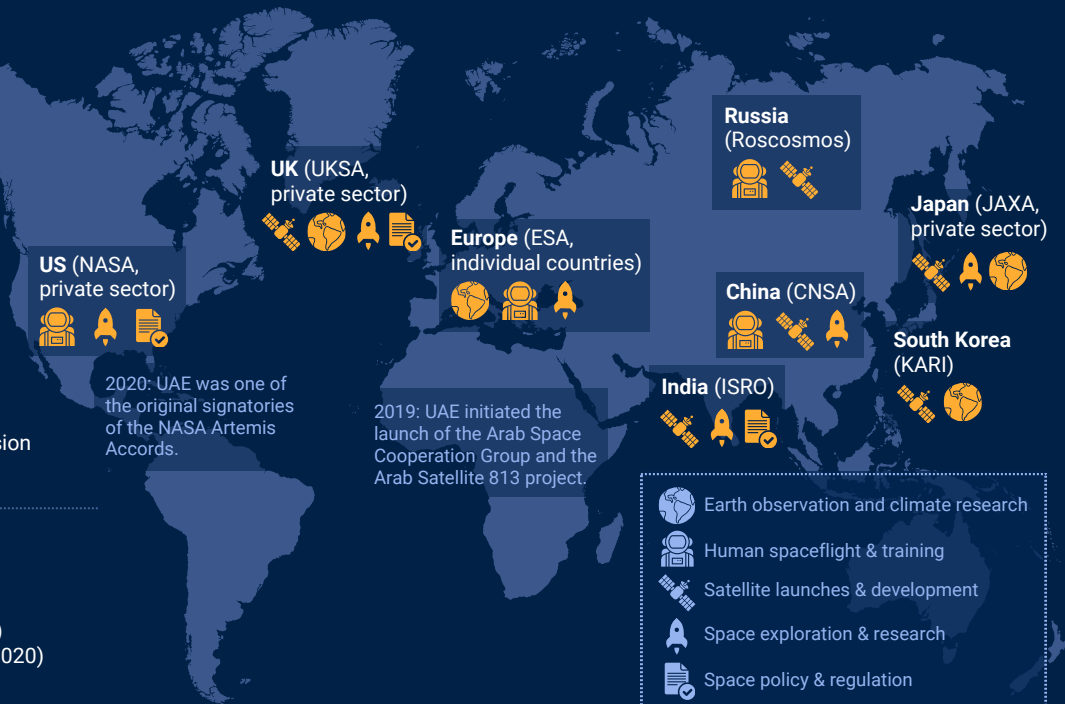 Russia
(Roscosmos)
UK (UKSA,
private sector)
Japan (JAXA,
private sector)
Europe (ESA,
individual countries)
US (NASA,
private sector)
China (CNSA)
South Korea
(KARI)
India (ISRO)
2020: UAE was one of
the original signatories
of the NASA Artemis
Accords.
2019: UAE initiated the
launch of the Arab Space
Cooperation Group and the
Arab Satellite 813 project.
sion
)
020)
Earth observation and climate research
Human spaceflight & training
Satellite launches & development
Space exploration & research
Space policy & regulation